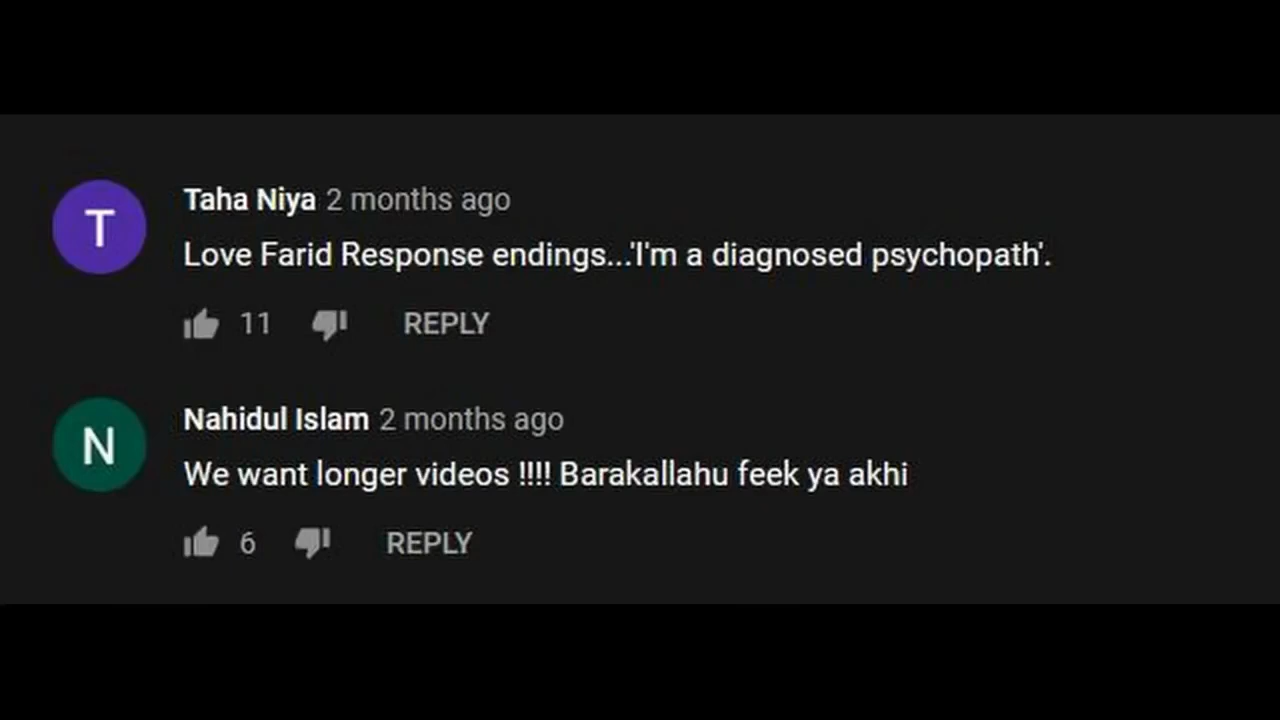 T
Taha Niya 2 months ago
Love Farid Response endings...'I'm a diagnosed psychopath'.
11 REPLY
N
Nahidul Islam 2 months ago
We want longer videos !!!! Barakallahu feek ya akhi
6 REPLY